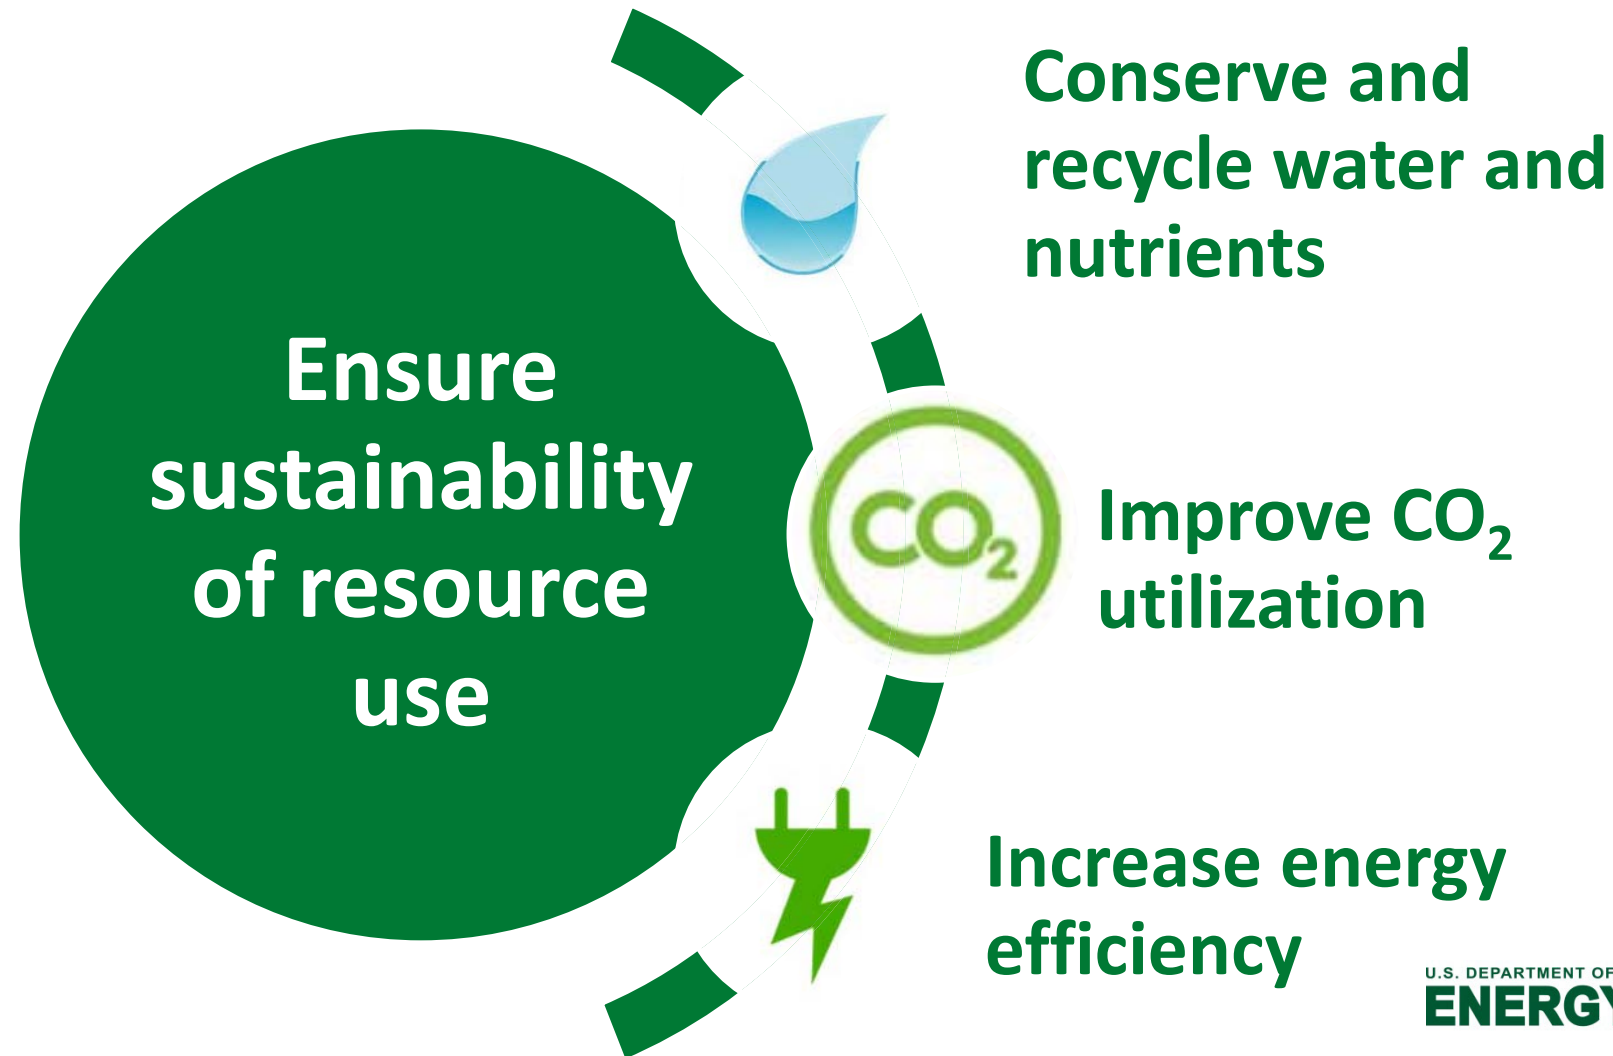 Ensure
sustainability
of resource
use
Conserve and
recycle water and
nutrients
CO₂
Improve CO₂
utilization
Increase energy
efficiency
U.S. DEPARTMENT OF
ENERGY